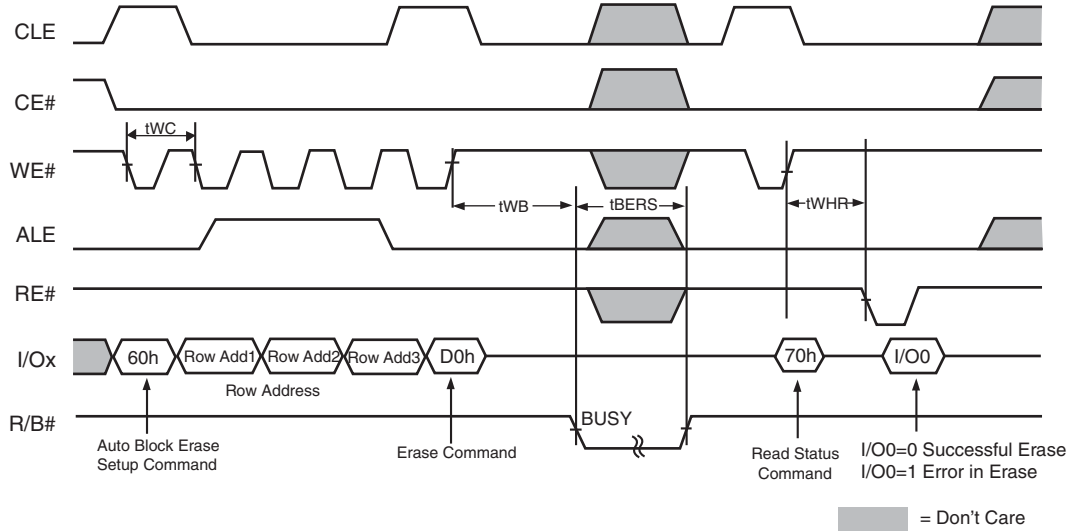 CLE
CE#
tWC
WE#
tWB
tBERS
tWHR
ALE
RE#
I/Ox
60h
Row Add1
Row Add2
Row Add3
D0h
70h
I/O0
Row Address
R/B#
BUSY
Auto Block Erase
Setup Command
Erase Command
Read Status
Command
I/O0=0 Successful Erase
I/O0=1 Error in Erase
= Don't Care